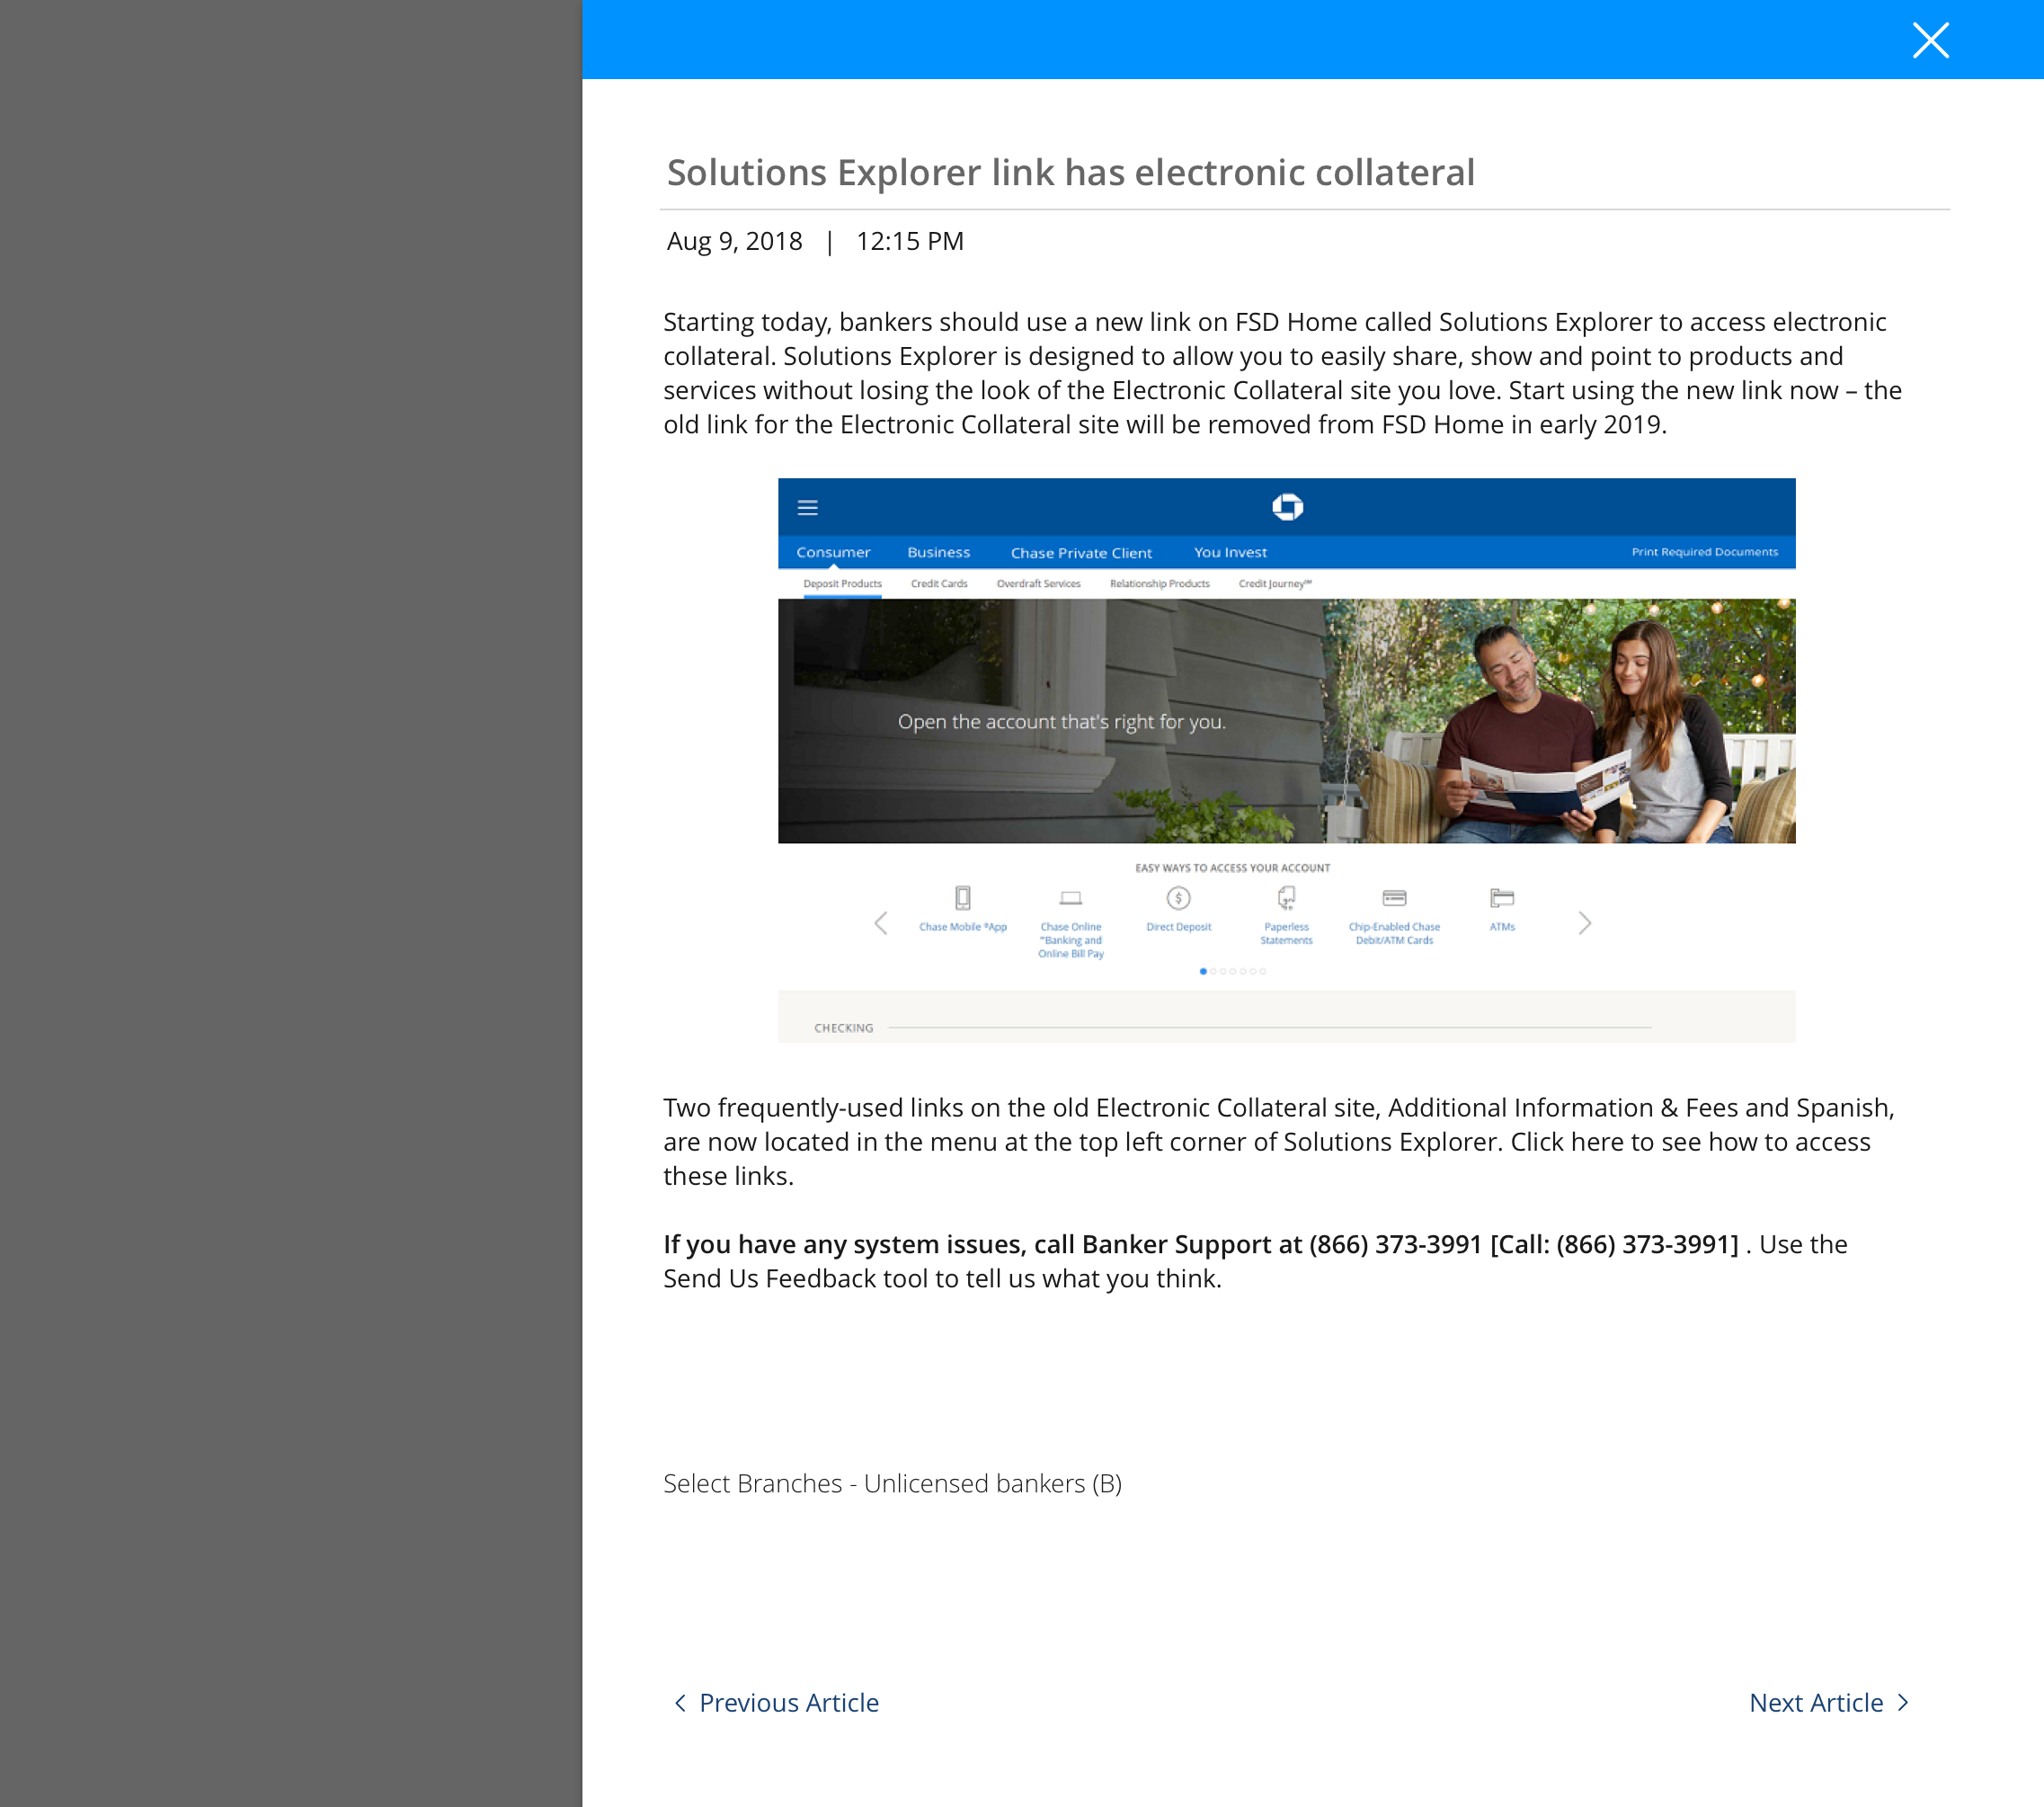 Solutions Explorer link has electronic collateral
Aug 9, 2018 | 12:15 PM
Starting today, bankers should use a new link on FSD Home called Solutions Explorer to access electronic
collateral. Solutions Explorer is designed to allow you to easily share, show and point to products and
services without losing the look of the Electronic Collateral site you love. Start using the new link now – the
old link for the Electronic Collateral site will be removed from FSD Home in early 2019.
Consumer Business Chase Private Client You Invest Print Required Documents
Deposit Products Credit Cards Overdraft Services Relationship Products Credit Journey℠
Open the account that's right for you.
EASY WAYS TO ACCESS YOUR ACCOUNT
Chase Mobile ®App Chase Online Direct Deposit Paperless Chip-Enabled Chase ATMs
"Banking and Statements Debit/ATM Cards
Online Bill Pay
CHECKING
Two frequently-used links on the old Electronic Collateral site, Additional Information & Fees and Spanish,
are now located in the menu at the top left corner of Solutions Explorer. Click here to see how to access
these links.
If you have any system issues, call Banker Support at (866) 373-3991 [Call: (866) 373-3991] . Use the
Send Us Feedback tool to tell us what you think.
Select Branches - Unlicensed bankers (B)
Previous Article Next Article